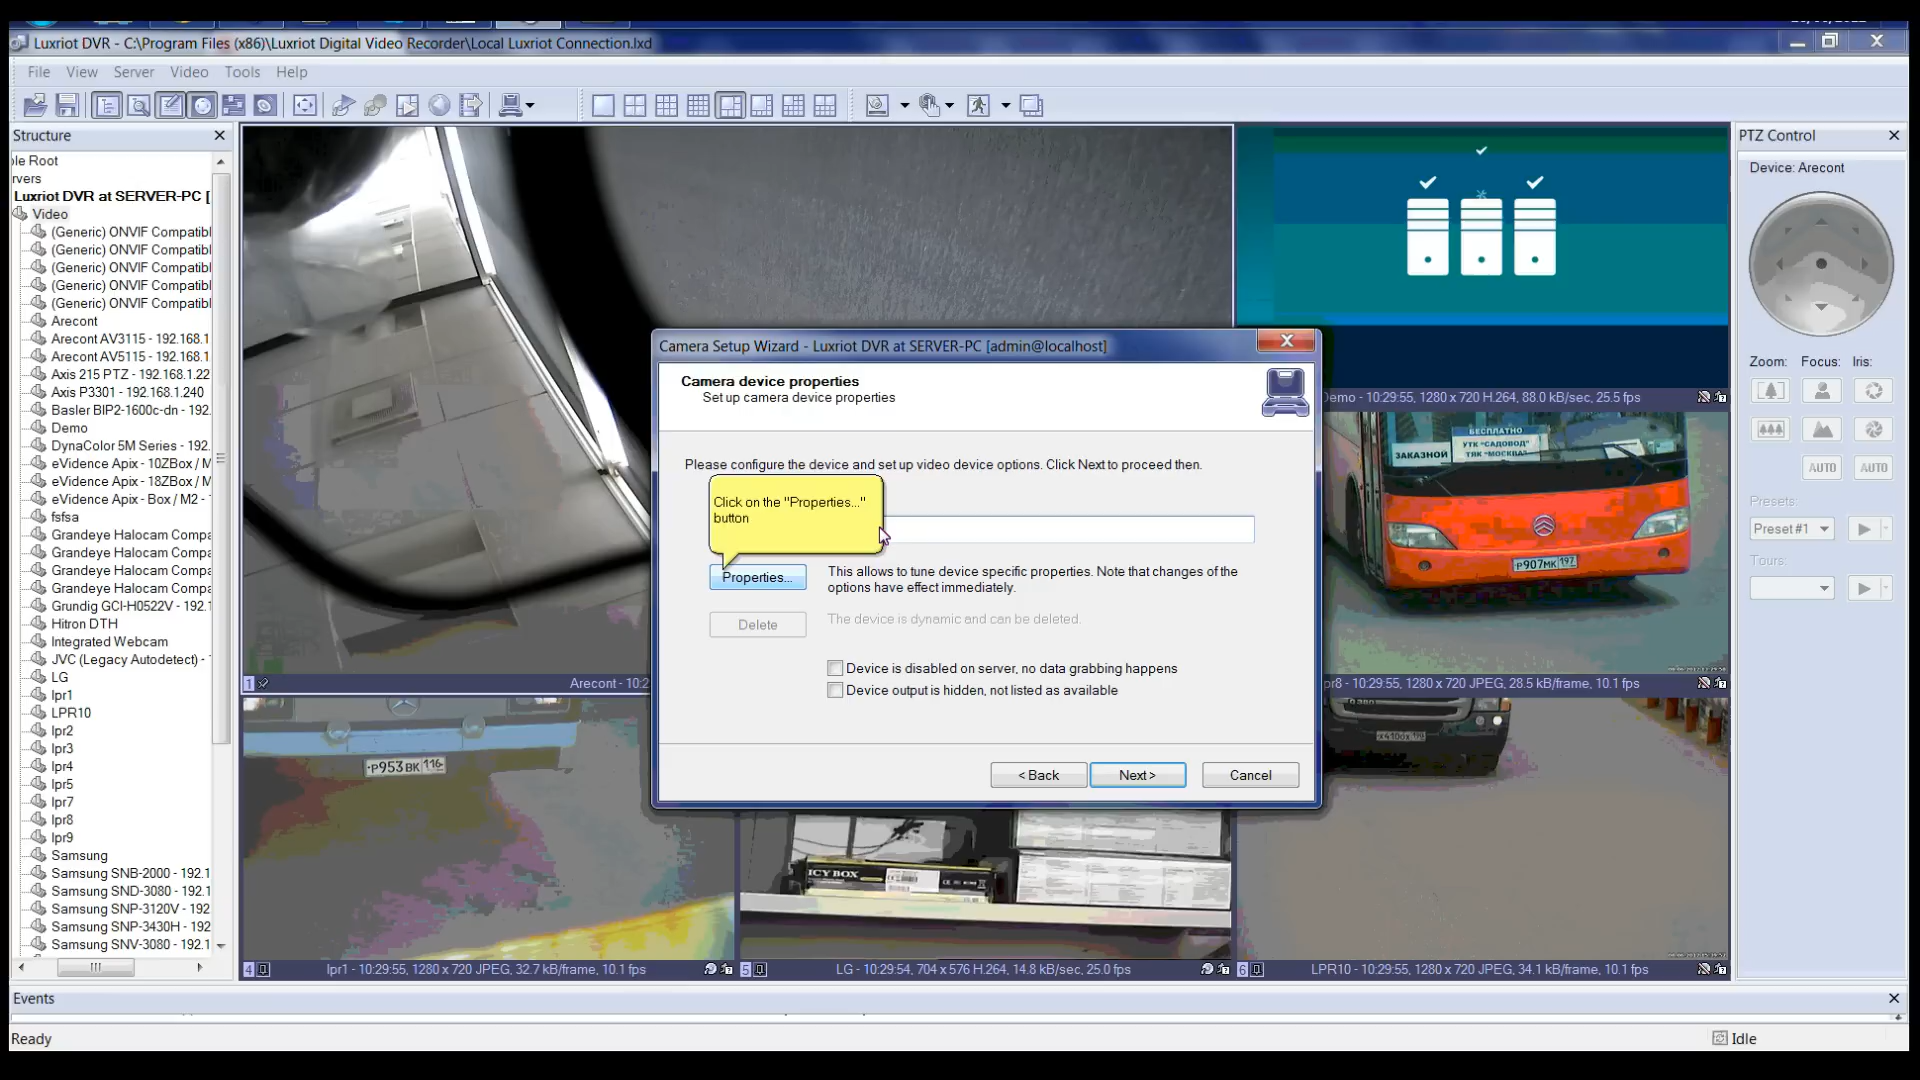 Luxriot DVR - C:\Program Files (x86)\Luxriot Digital Video Recorder\Local Luxriot Connection.lxd
File View Server Video Tools Help
Structure
ole Root
rvers
Luxriot DVR at SERVER-PC [
Video
(Generic) ONVIF Compatibl
(Generic) ONVIF Compatibl
(Generic) ONVIF Compatibl
(Generic) ONVIF Compatibl
(Generic) ONVIF Compatibl
Arecont
Arecont AV3115 - 192.168.1
Arecont AV5115 - 192.168.1
Axis 215 PTZ - 192.168.1.22
Axis P3301 - 192.168.1.240
Basler BIP2-1600c-dn - 192.
Demo
DynaColor 5M Series - 192.
eVidence Apix - 10ZBox / M
eVidence Apix - 18ZBox / M
eVidence Apix - Box / M2 -
fsfsa
Grandeye Halocam Compa
Grandeye Halocam Compa
Grandeye Halocam Compa
Grandeye Halocam Compa
Grundig GCI-H0522V - 192.1
Hitron DTH
Integrated Webcam
JVC (Legacy Autodetect) -
LG
lpr1
LPR10
lpr2
lpr3
lpr4
lpr5
lpr7
lpr8
lpr9
Samsung
Samsung SNB-2000 - 192.1
Samsung SND-3080 - 192.1
Samsung SNP-3120V - 192
Samsung SNP-3430H - 192.
Samsung SNV-3080 - 192.1
1
Arecont - 10:2
Demo - 10:29:55, 1280 x 720 H.264, 88.0 kB/sec, 25.5 fps
БЕСПЛАТНО
ЗАКАЗНОЙ
УТК "САДОВОД"
ТЯК "МОСКВА"
Р907МК 197
pr8 - 10:29:55, 1280 x 720 JPEG, 28.5 kB/frame, 10.1 fps
Camera Setup Wizard - Luxriot DVR at SERVER-PC [admin@localhost]
Camera device properties
Set up camera device properties
Please configure the device and set up video device options. Click Next to proceed then.
Click on the "Properties..."
button
Properties...
This allows to tune device specific properties. Note that changes of the
options have effect immediately.
Delete
The device is dynamic and can be deleted.
Device is disabled on server, no data grabbing happens
Device output is hidden, not listed as available
< Back
Next >
Cancel
Р953ВК 116
4
lpr1 - 10:29:55, 1280 x 720 JPEG, 32.7 kB/frame, 10.1 fps
ICY BOX
5
LG - 10:29:54, 704 x 576 H.264, 14.8 kB/sec, 25.0 fps
6
LPR10 - 10:29:55, 1280 x 720 JPEG, 34.1 kB/frame, 10.1 fps
PTZ Control
Device: Arecont
Zoom: Focus: Iris:
AUTO AUTO
Presets:
Preset #1
Tours:
Events
Ready
Idle